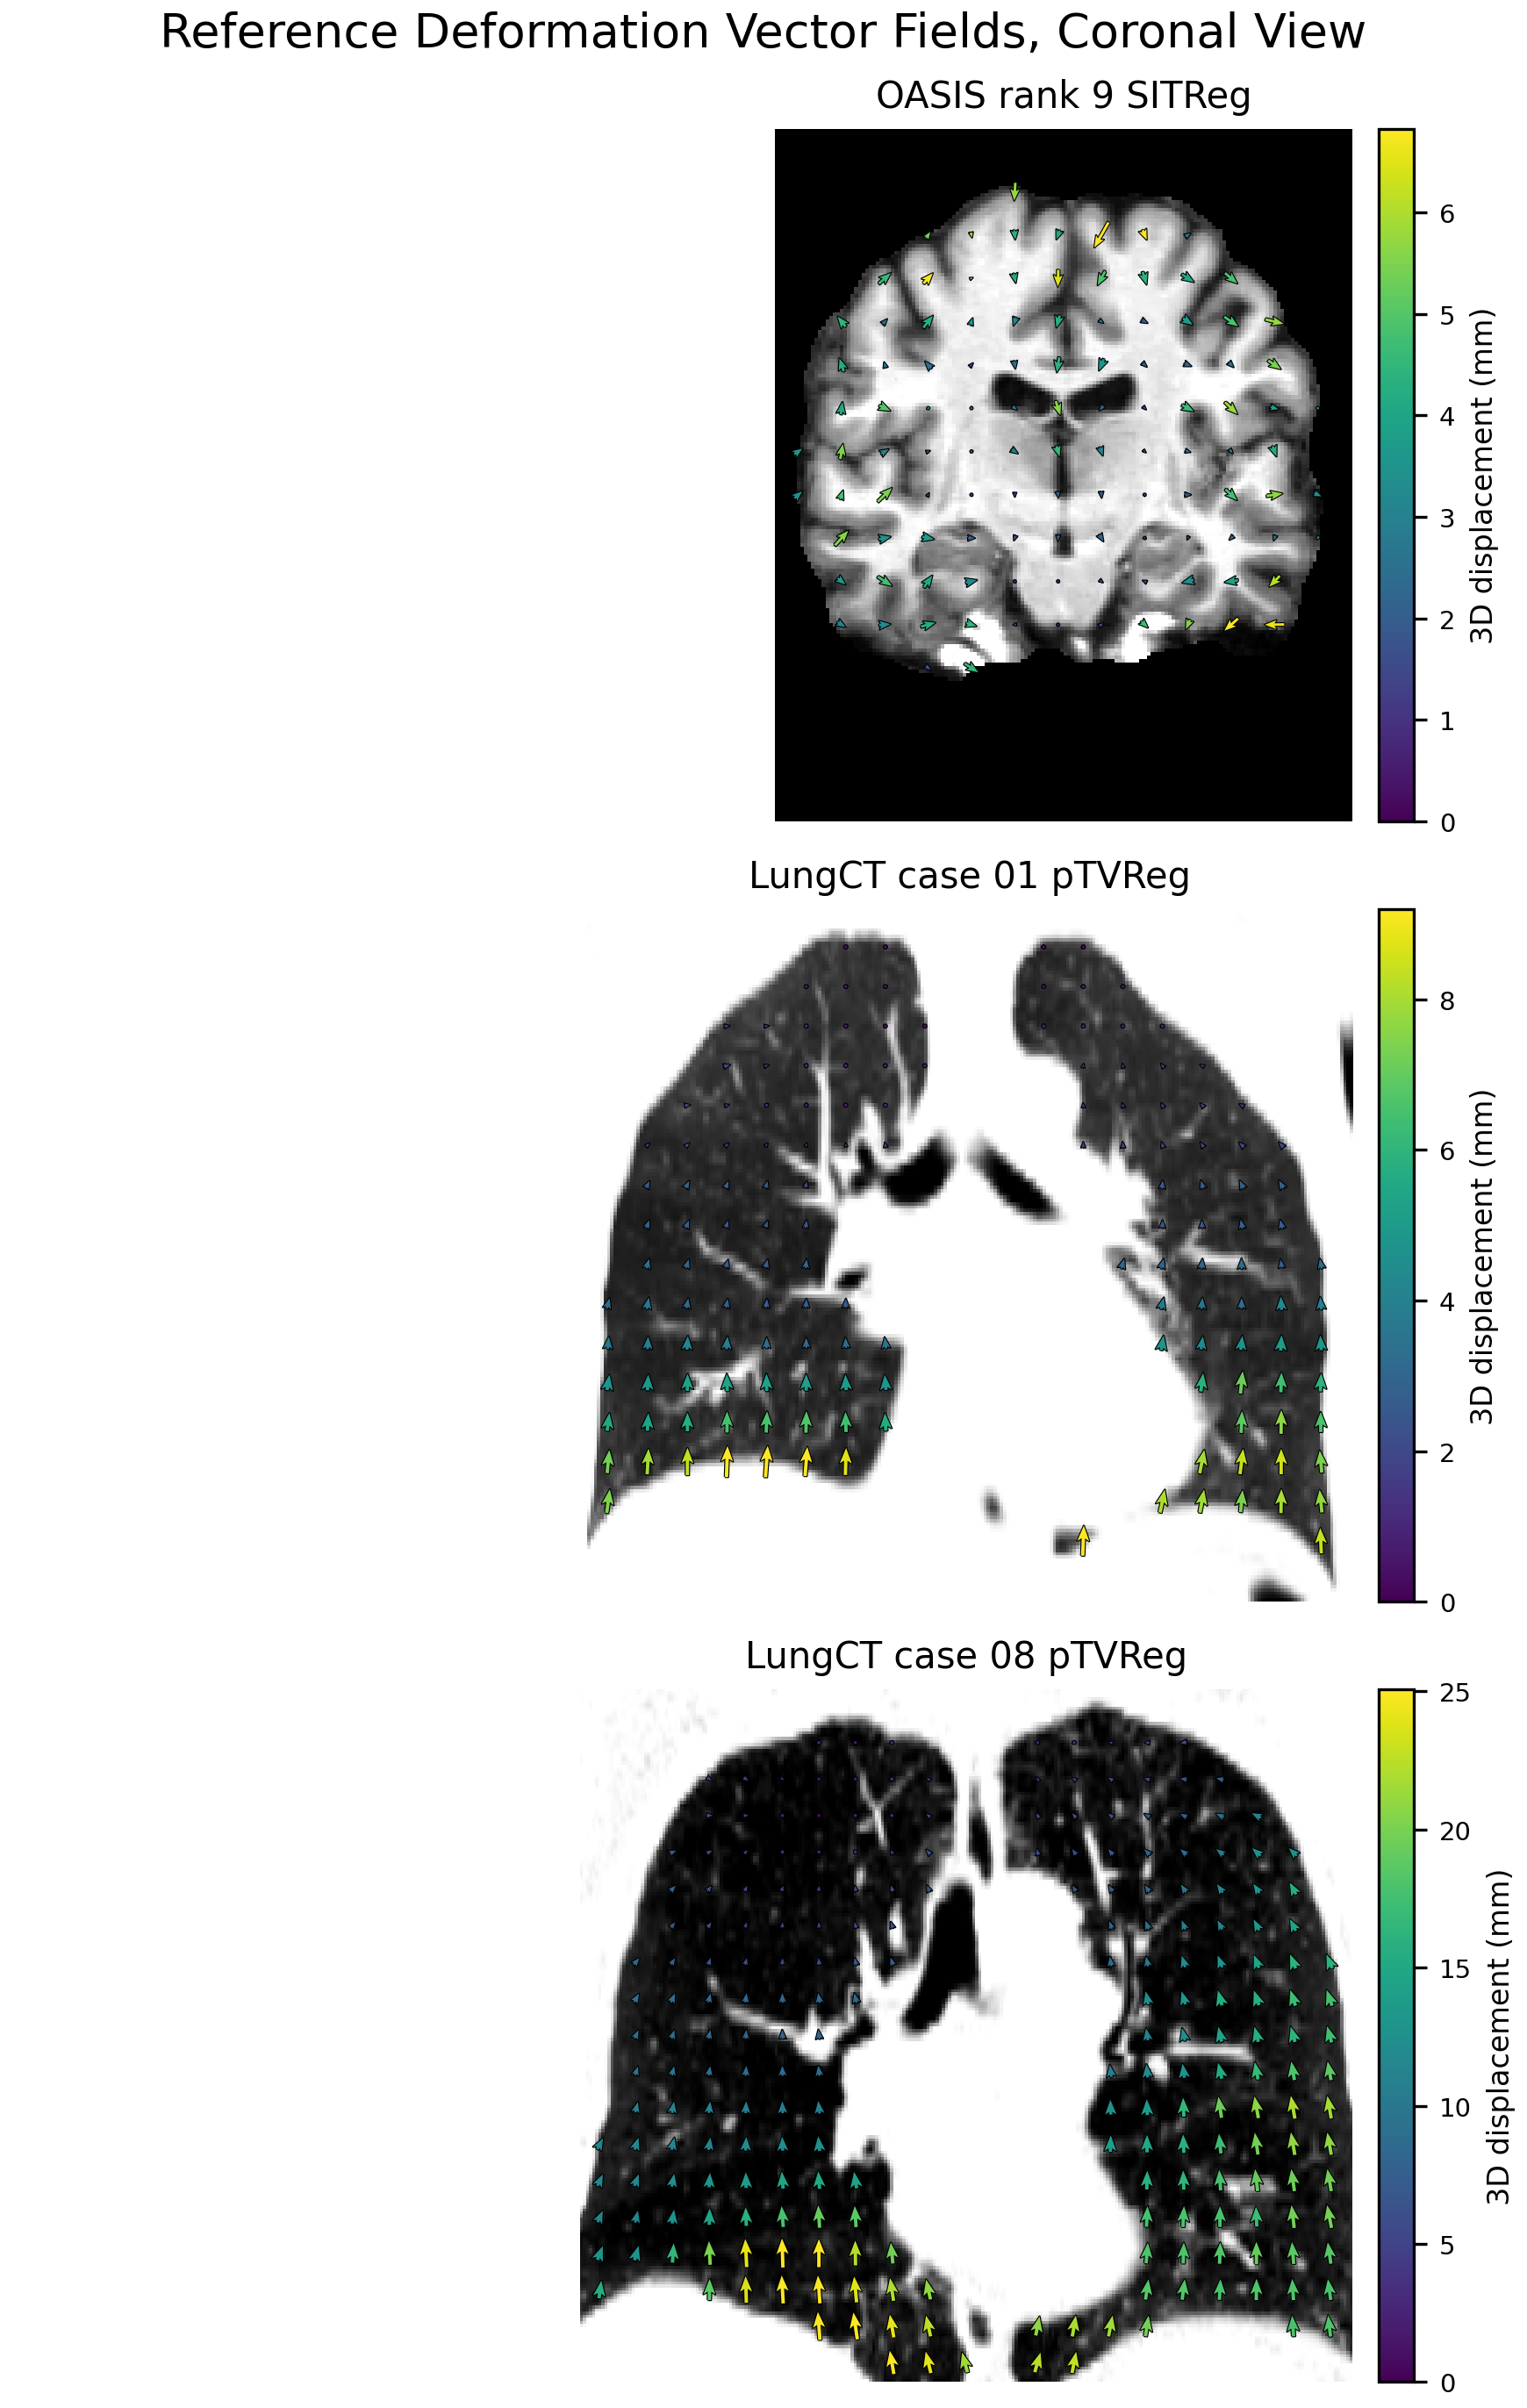 Reference Deformation Vector Fields, Coronal View
OASIS rank 9 SITReg
6
5
4
3
2
1
0
3D displacement (mm)
LungCT case 01 pTVReg
8
6
4
2
0
3D displacement (mm)
LungCT case 08 pTVReg
25
20
15
10
5
0
3D displacement (mm)